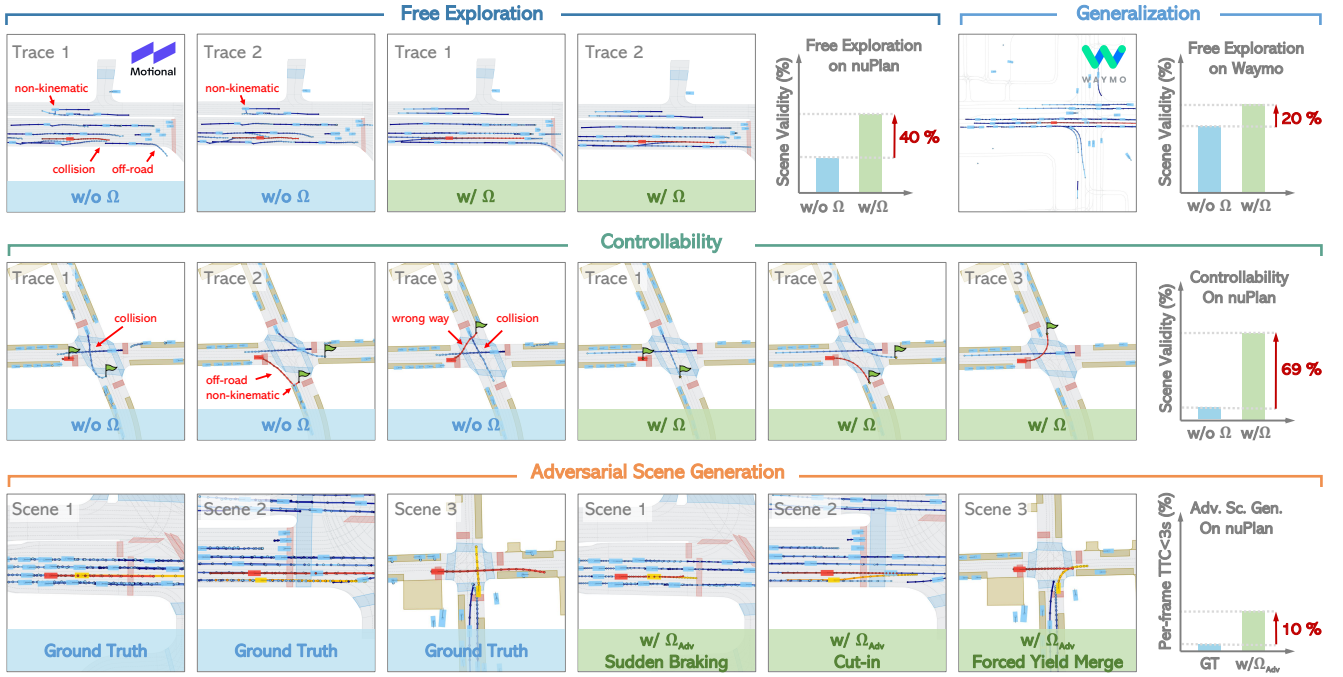 Free Exploration
Generalization
Trace 1
Motional
non-kinematic
collision
off-road
w/o Ω
Trace 2
non-kinematic
w/o Ω
Trace 1
w/ Ω
Trace 2
w/ Ω
Free Exploration
on nuPlan
Scene Validity (%)
40 %
w/o Ω
w/Ω
WAYMO
Free Exploration
on Waymo
Scene Validity (%)
20 %
w/o Ω
w/Ω
Controllability
Trace 1
collision
w/o Ω
Trace 2
off-road
non-kinematic
w/o Ω
Trace 3
wrong way
collision
w/o Ω
Trace 1
w/ Ω
Trace 2
w/ Ω
Trace 3
w/ Ω
Controllability
On nuPlan
Scene Validity (%)
69 %
w/o Ω
w/Ω
Adversarial Scene Generation
Scene 1
Ground Truth
Scene 2
Ground Truth
Scene 3
Ground Truth
Scene 1
w/ ΩAdv
Sudden Braking
Scene 2
w/ ΩAdv
Cut-in
Scene 3
w/ ΩAdv
Forced Yield Merge
Adv. Sc. Gen.
On nuPlan
Per-frame TTC<3s (%)
10 %
GT
w/ΩAdv